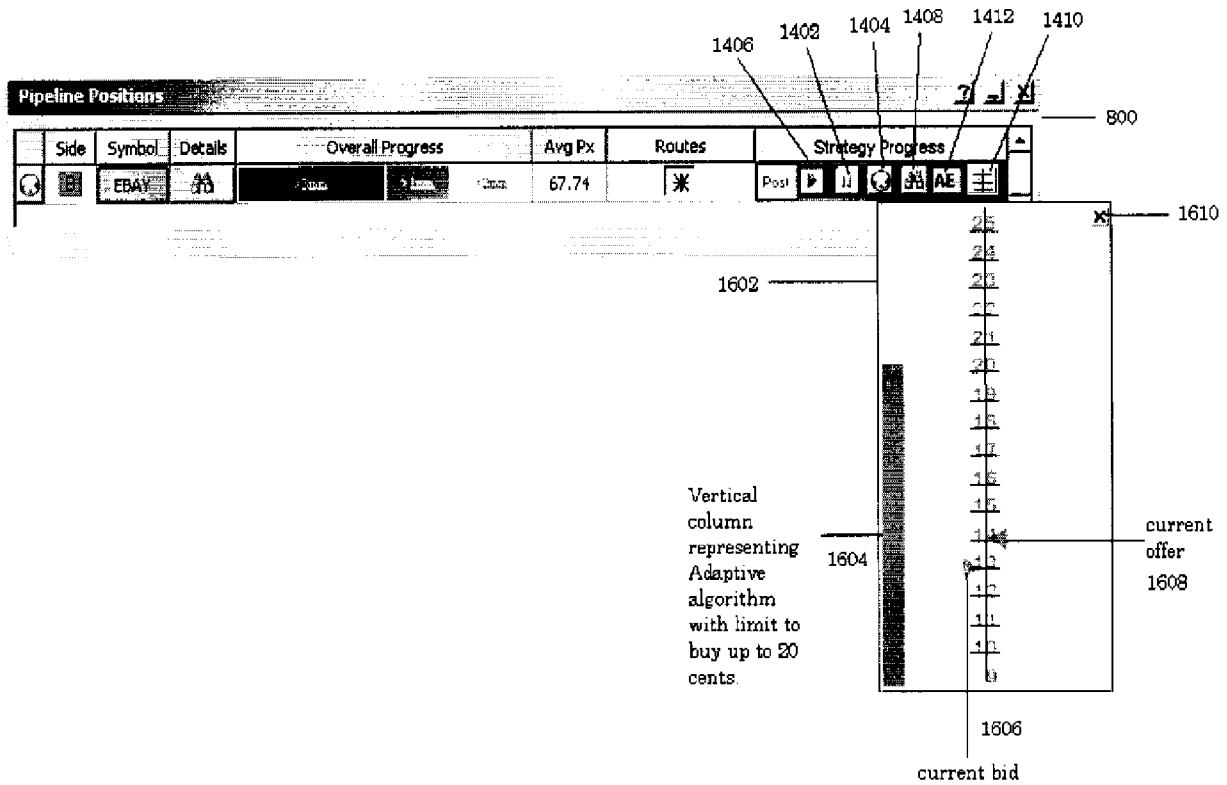 1406 1402 1404 1408 1412 1410
Pipeline Positions
? _ X
800
Side Symbol Details Overall Progress Avg Px Routes Strategy Progress
B EBAY 67.74 Post AE
1610
25
24
23
22
21
20
19
18
17
16
15
14
13
12
11
10
9
1602
Vertical
column
representing
Adaptive
algorithm
with limit to
buy up to 20
cents.
1604
current
offer
1608
1606
current bid